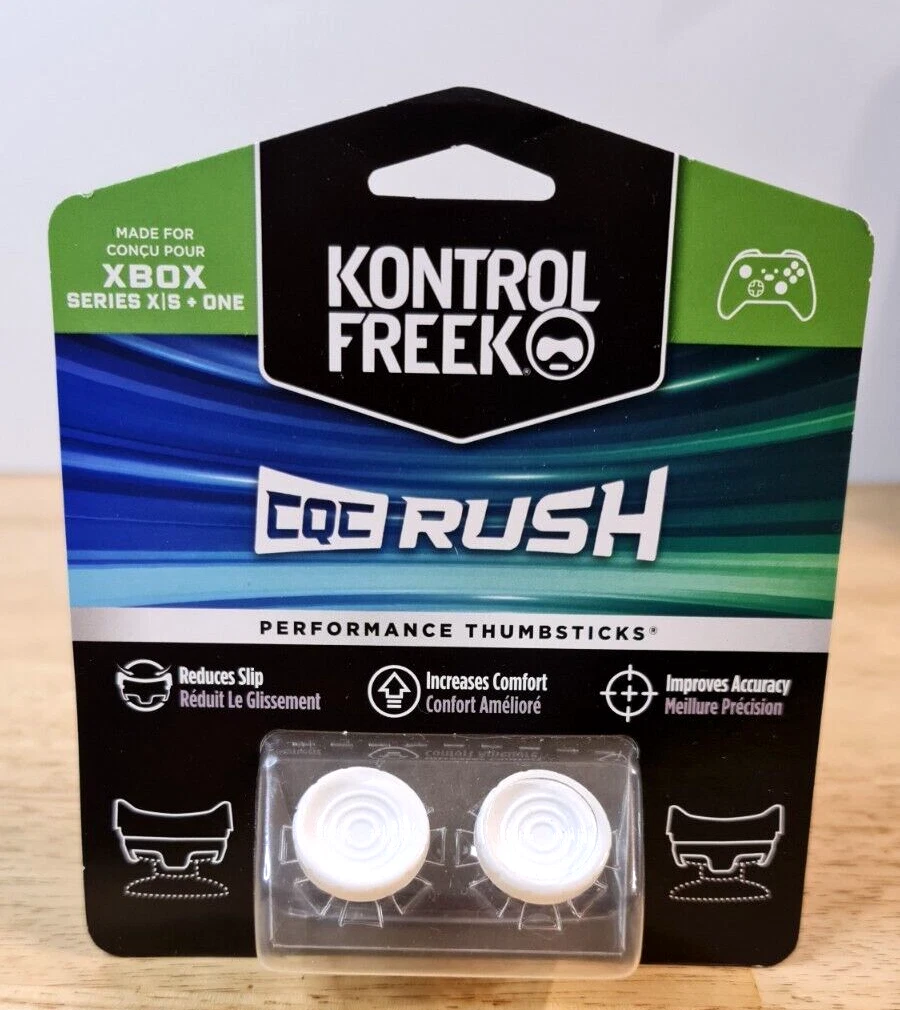 MADE FOR
CONÇU POUR
XBOX
SERIES X|S + ONE
KONTROL
FREEK®
CQC RUSH
PERFORMANCE THUMBSTICKS®
Reduces Slip
Réduit Le Glissement
Increases Comfort
Confort Amélioré
Improves Accuracy
Meillure Précision